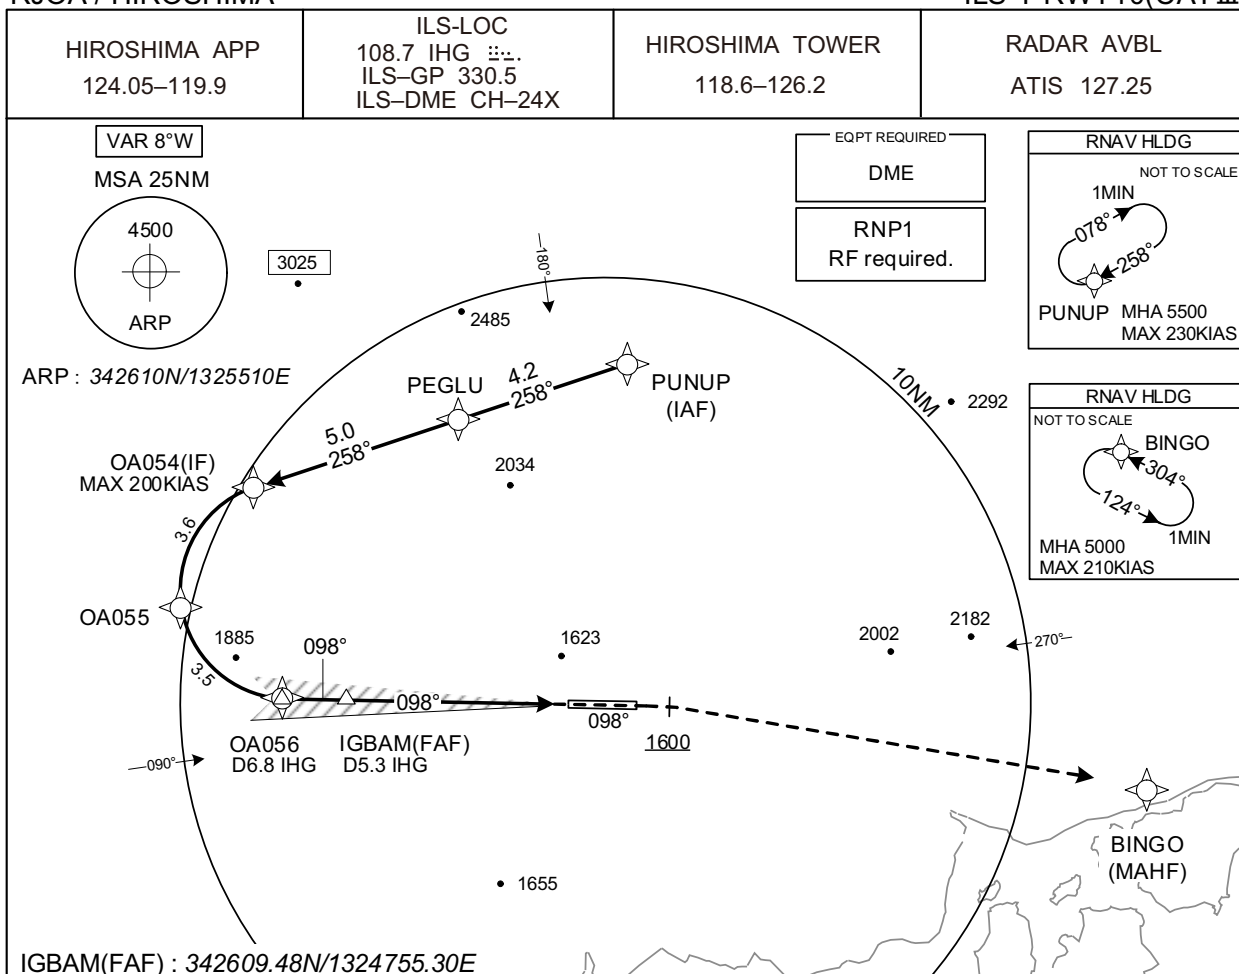 RJOA / HIROSHIMA
HIROSHIMA APP
124.05–119.9
ILS-LOC
108.7 IHG
ILS–GP 330.5
ILS–DME CH–24X
HIROSHIMA TOWER
118.6–126.2
RADAR AVBL
ATIS 127.25
VAR 8°W
MSA 25NM
4500
ARP
ARP : 342610N/1325510E
3025
EQPT REQUIRED
DME
RNP1
RF required.
RNAV HLDG
NOT TO SCALE
1MIN
078°
258°
PUNUP
MHA 5500
MAX 230KIAS
RNAV HLDG
NOT TO SCALE
BINGO
304°
124°
1MIN
MHA 5000
MAX 210KIAS
180°
2485
PEGLU
4.2
258°
PUNUP
(IAF)
10NM
2292
5.0
258°
OA054(IF)
MAX 200KIAS
2034
3.6
OA055
1885
098°
1623
2002
2182
270°
3.5
098°
098°
OA056
D6.8 IHG
IGBAM(FAF)
D5.3 IHG
1600
090°
BINGO
(MAHF)
1655
IGBAM(FAF) : 342609.48N/1324755.30E